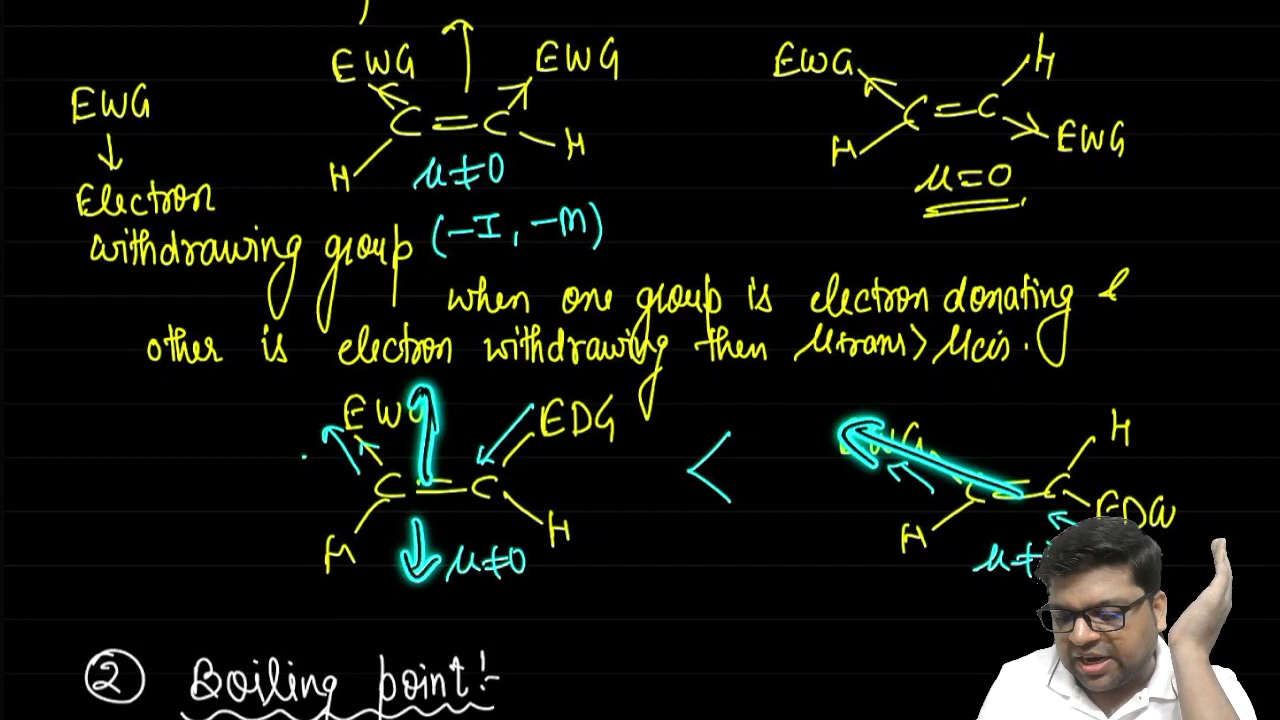 EWG EWG EWG H
EWG C = C H C = C
H μ≠0 H EWG
↓ μ=0
Electron
withdrawing group (-I, -M)
when one group is electron donating &
other is electron withdrawing then μtrans > μcis.
EWG EDG < H
C = C C = C
H H H EDG
μ≠0 μ≠
② Boiling point!-